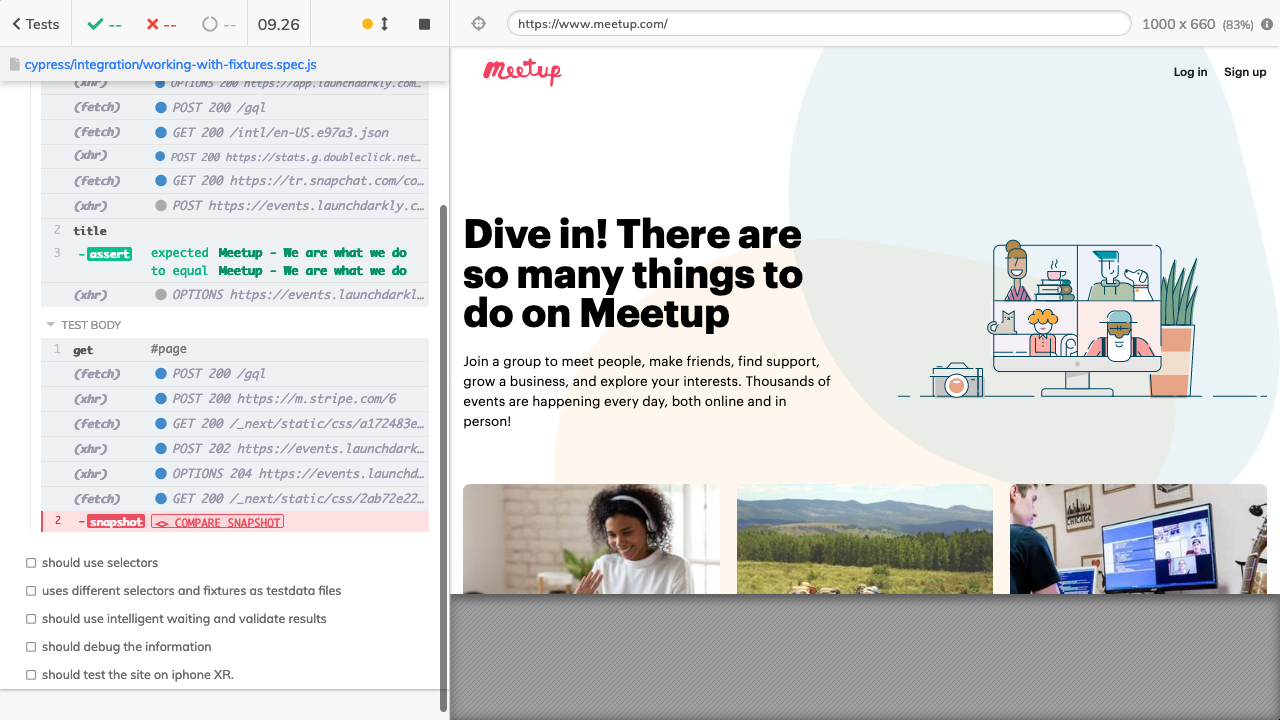 Tests
--
--
--
09.26
https://www.meetup.com/
1000 x 660 (83%)
cypress/integration/working-with-fixtures.spec.js
(xhr) OPTIONS 200 https://app.launchdarkly.com…
(fetch) POST 200 /gql
(fetch) GET 200 /intl/en-US.e97a3.json
(xhr) POST 200 https://stats.g.doubleclick.net…
(fetch) GET 200 https://tr.snapchat.com/co…
(xhr) POST https://events.launchdarkly.c…
2 title
3 -assert expected Meetup - We are what we do
to equal Meetup - We are what we do
(xhr) OPTIONS https://events.launchdarkl…
TEST BODY
1 get #page
(fetch) POST 200 /gql
(xhr) POST 200 https://m.stripe.com/6
(fetch) GET 200 /_next/static/css/a172483e…
(xhr) POST 202 https://events.launchdark…
(xhr) OPTIONS 204 https://events.launchd…
(fetch) GET 200 /_next/static/css/2ab72e22…
2 -snapshot <> COMPARE SNAPSHOT
should use selectors
uses different selectors and fixtures as testdata files
should use intelligent waiting and validate results
should debug the information
should test the site on iphone XR.
Meetup
Log in Sign up
Dive in! There are
so many things to
do on Meetup
Join a group to meet people, make friends, find support,
grow a business, and explore your interests. Thousands of
events are happening every day, both online and in
person!
CHICAGO